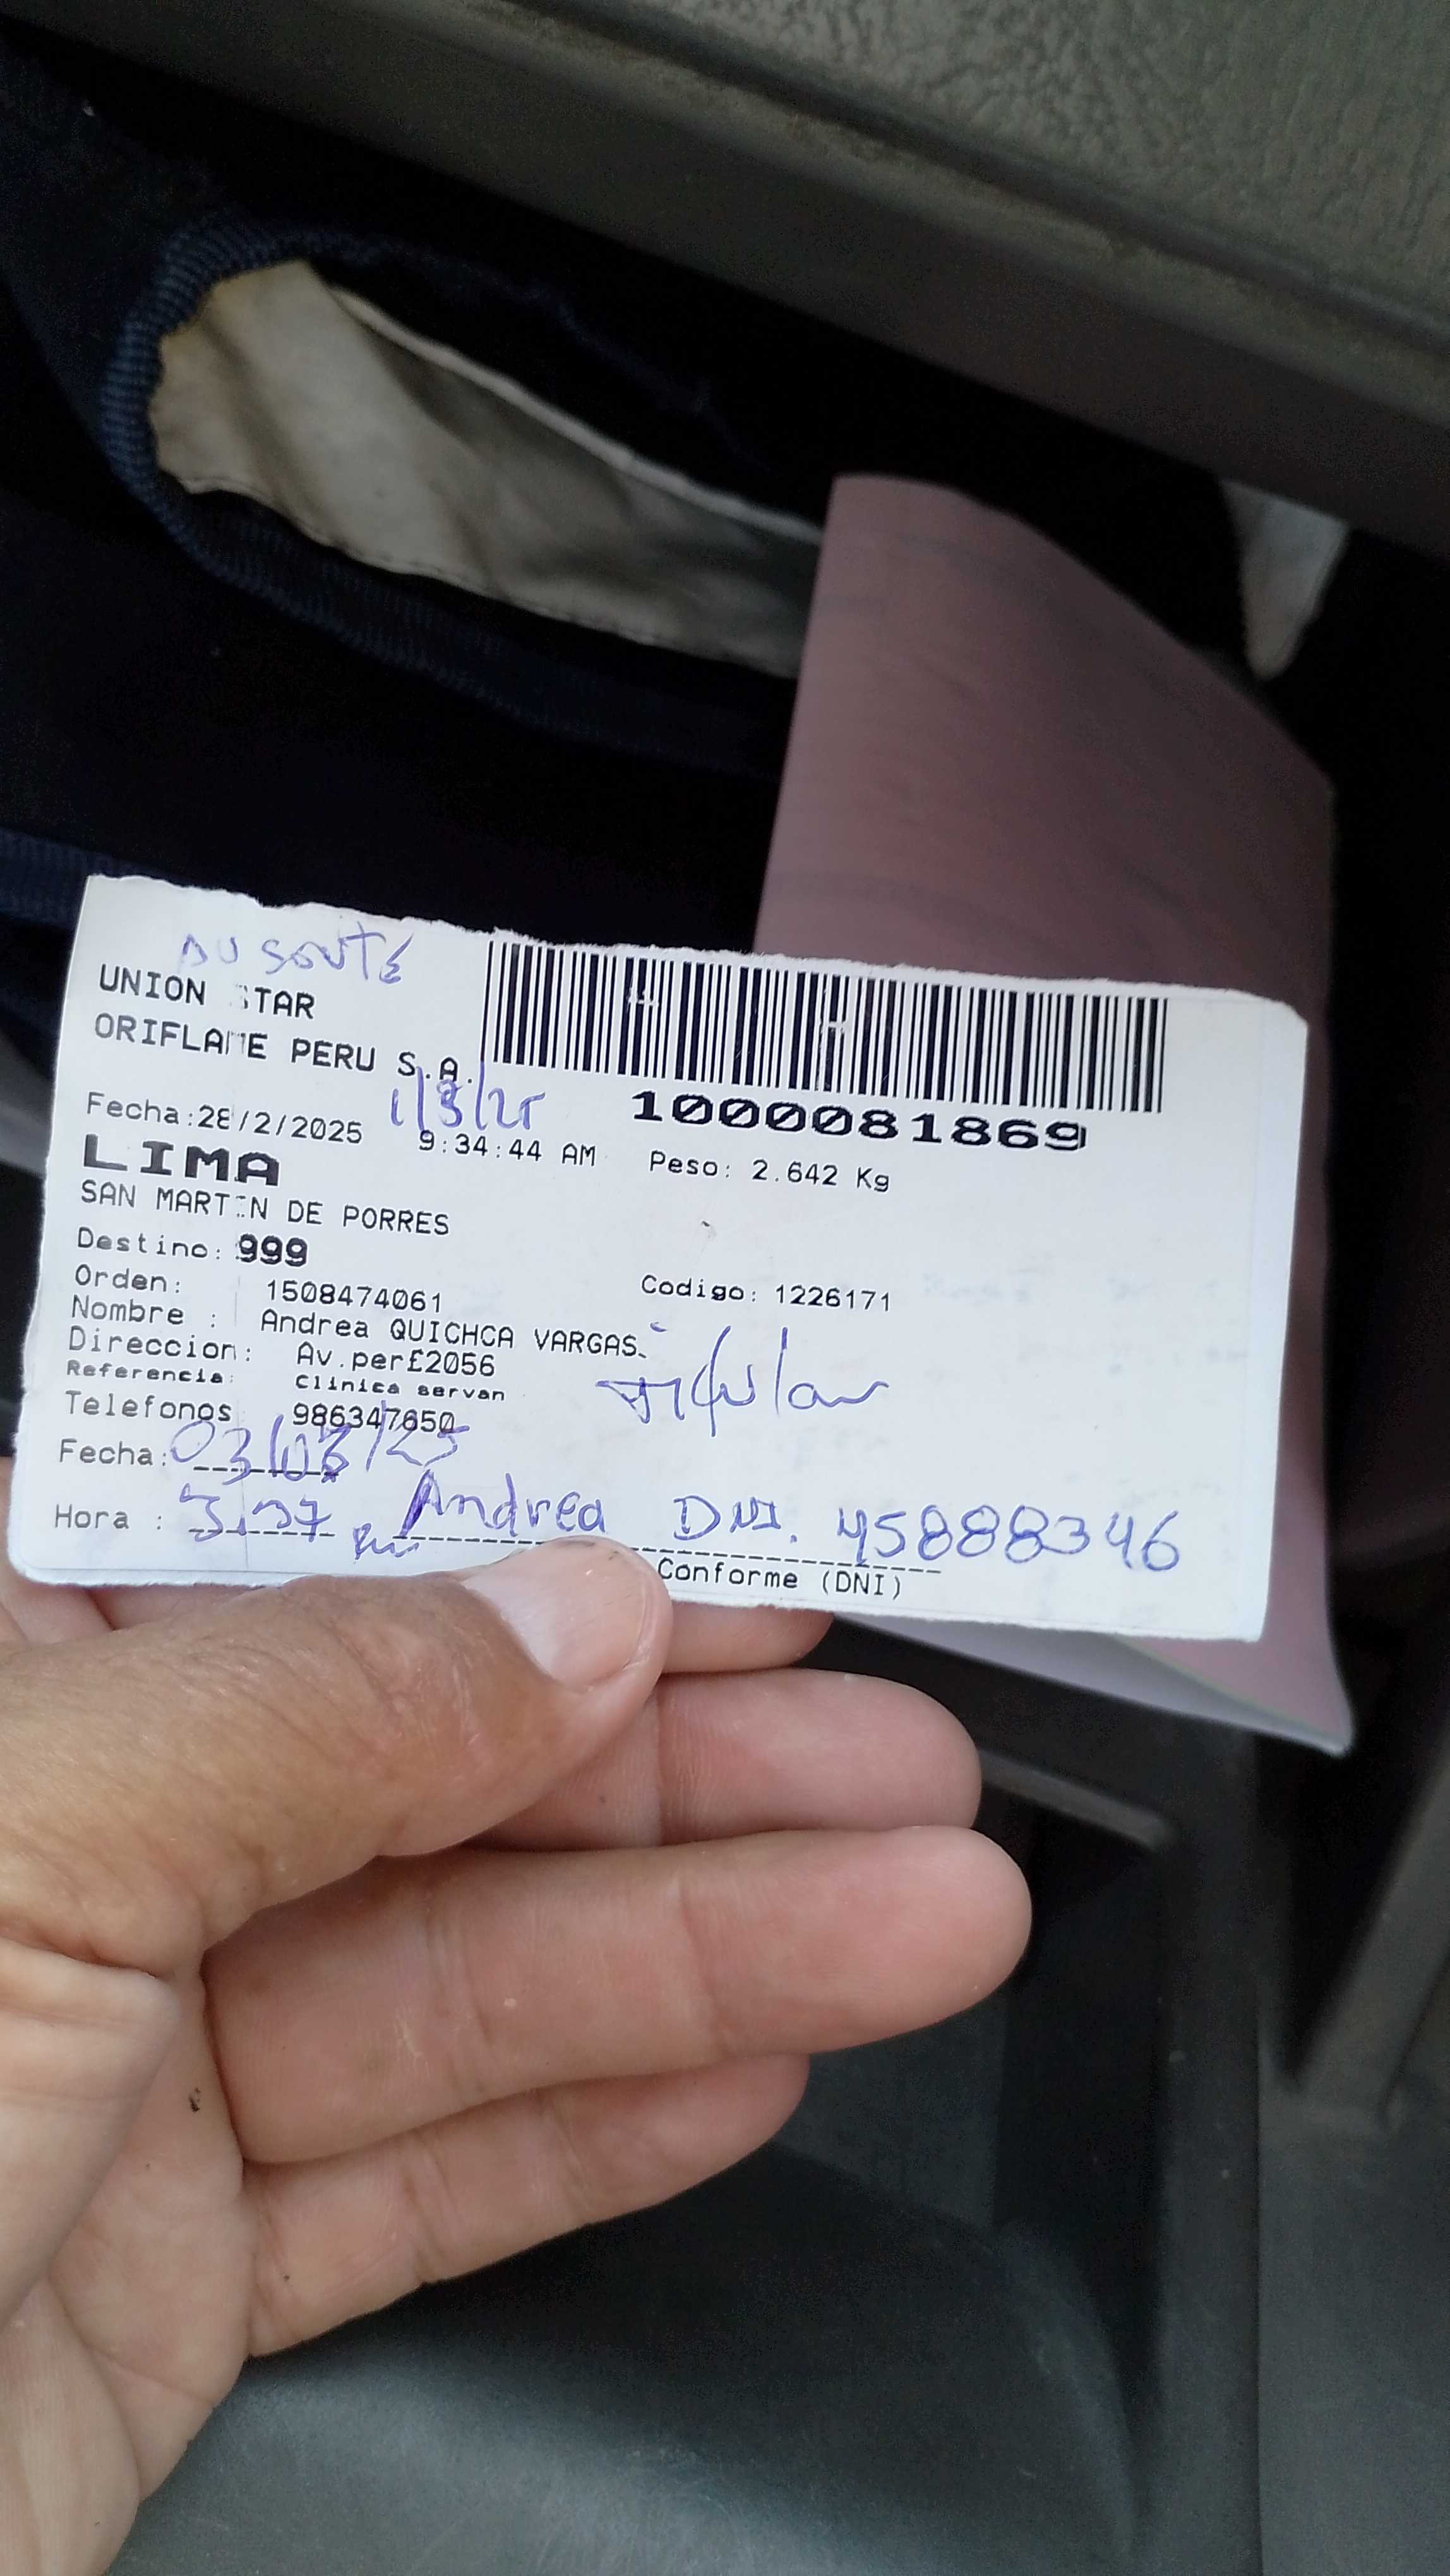 AUSENTE
UNION STAR
ORIFLAME PERU S.A.
1/3/25
1000081869
Fecha:28/2/2025 9:34:44 AM Peso: 2.642 Kg
LIMA
SAN MARTIN DE PORRES
Destino: 999
Orden: 1508474061 Codigo: 1226171
Nombre : Andrea QUICHCA VARGAS
Direccion: Av.per£2056
Titular
Referencia: Clinica servan
Telefonos 986347650
Fecha: 03/03/25
Hora : Andrea DNI. 45888346
Conforme (DNI)